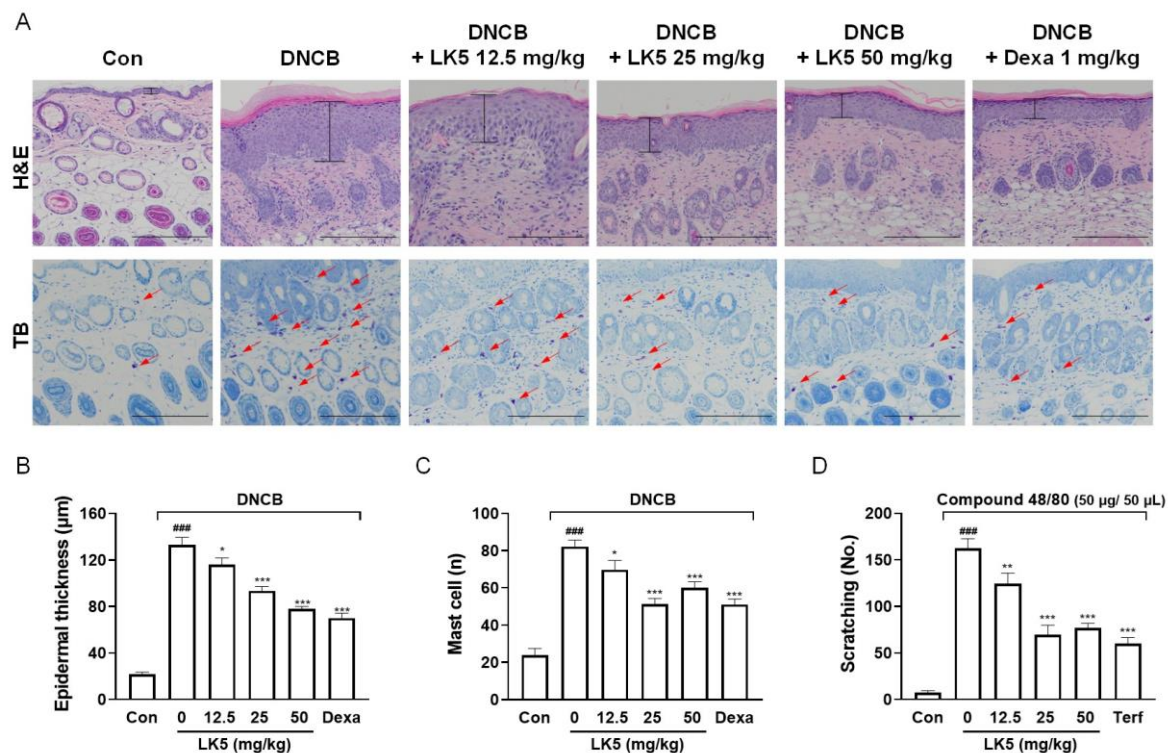 A
Con
DNCB
DNCB
+ LK5 12.5 mg/kg
DNCB
+ LK5 25 mg/kg
DNCB
+ LK5 50 mg/kg
DNCB
+ Dexa 1 mg/kg
H&E
TB
B
DNCB
Epidermal thickness (μm)
160
120
80
40
0
###
*
***
***
***
Con 0 12.5 25 50 Dexa
LK5 (mg/kg)
C
DNCB
Mast cell (n)
100
80
60
40
20
0
###
*
***
***
***
Con 0 12.5 25 50 Dexa
LK5 (mg/kg)
D
Compound 48/80 (50 μg/ 50 μL)
Scratching (No.)
200
150
100
50
0
###
**
***
***
***
Con 0 12.5 25 50 Terf
LK5 (mg/kg)